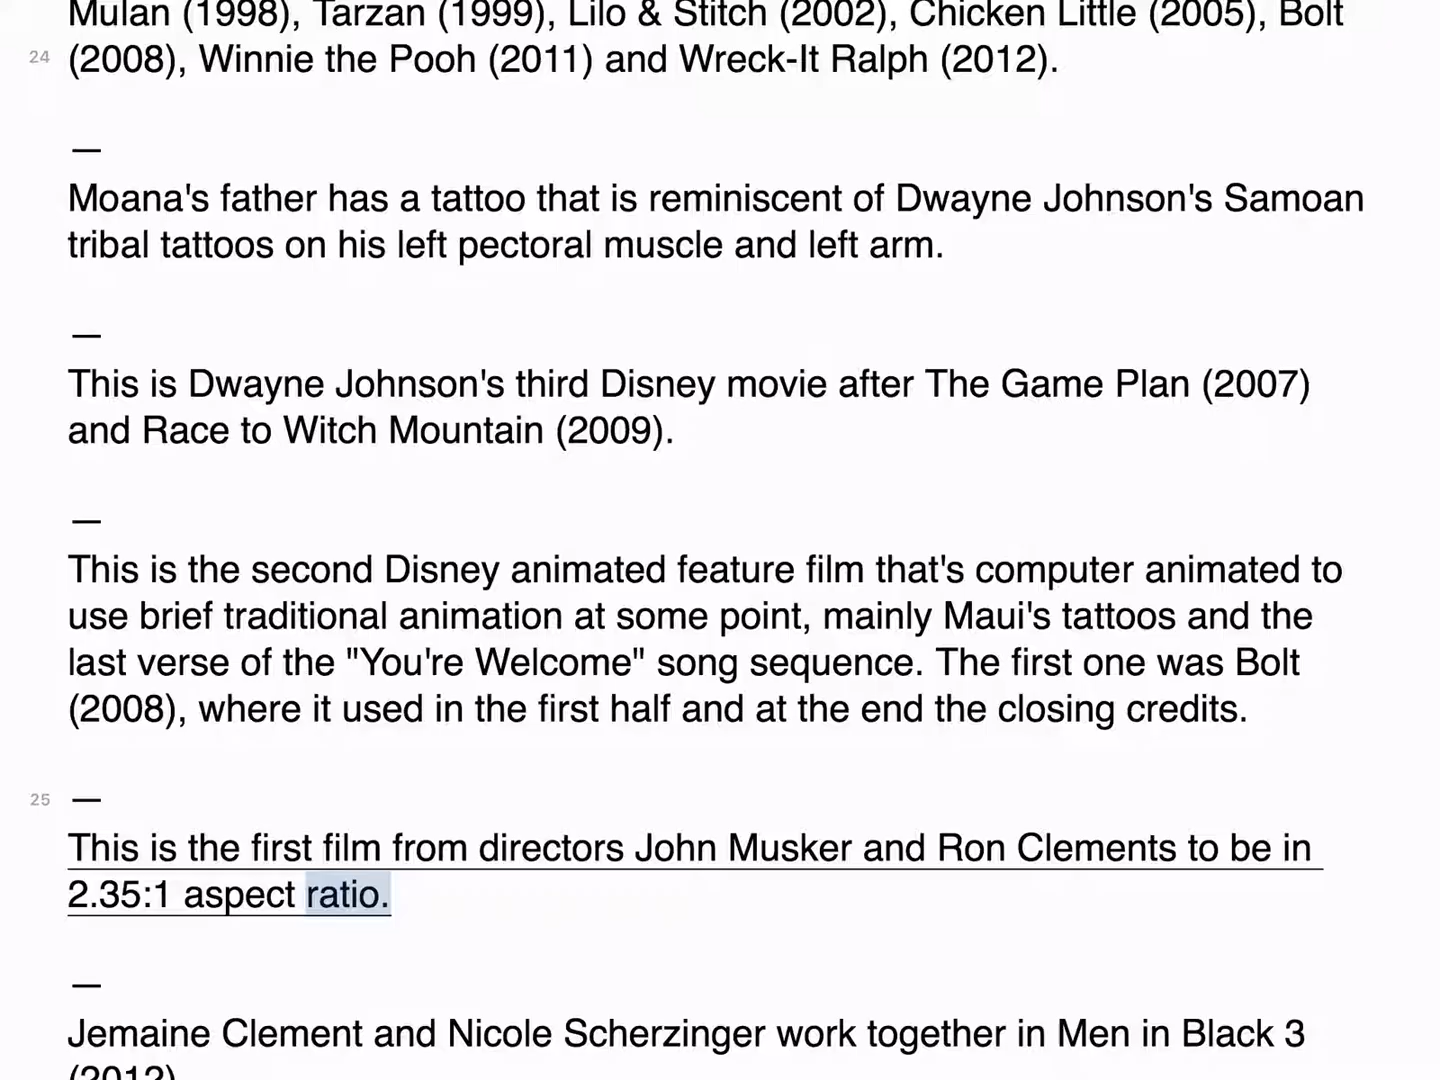 Mulan (1998), Tarzan (1999), Lilo & Stitch (2002), Chicken Little (2005), Bolt
24 (2008), Winnie the Pooh (2011) and Wreck-It Ralph (2012).
—
Moana's father has a tattoo that is reminiscent of Dwayne Johnson's Samoan
tribal tattoos on his left pectoral muscle and left arm.
—
This is Dwayne Johnson's third Disney movie after The Game Plan (2007)
and Race to Witch Mountain (2009).
—
This is the second Disney animated feature film that's computer animated to
use brief traditional animation at some point, mainly Maui's tattoos and the
last verse of the "You're Welcome" song sequence. The first one was Bolt
(2008), where it used in the first half and at the end the closing credits.
25 —
This is the first film from directors John Musker and Ron Clements to be in
2.35:1 aspect ratio.
—
Jemaine Clement and Nicole Scherzinger work together in Men in Black 3
(2012)